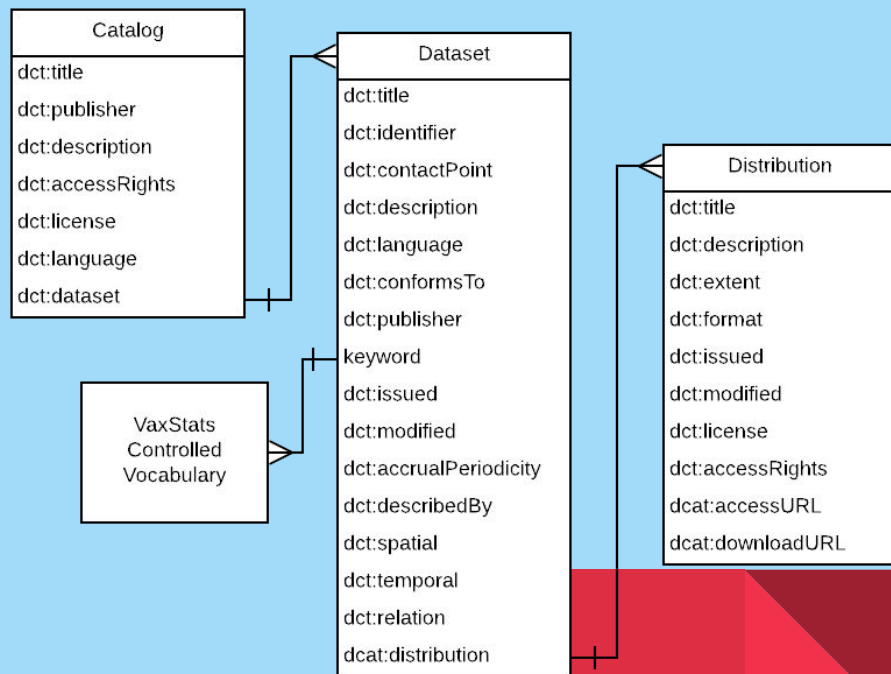 Catalog
dct:title
dct:publisher
dct:description
dct:accessRights
dct:license
dct:language
dct:dataset
Dataset
dct:title
dct:identifier
dct:contactPoint
dct:description
dct:language
dct:conformsTo
dct:publisher
keyword
dct:issued
dct:modified
dct:accrualPeriodicity
dct:describedBy
dct:spatial
dct:temporal
dct:relation
dcat:distribution
VaxStats
Controlled
Vocabulary
Distribution
dct:title
dct:description
dct:extent
dct:format
dct:issued
dct:modified
dct:license
dct:accessRights
dcat:accessURL
dcat:downloadURL